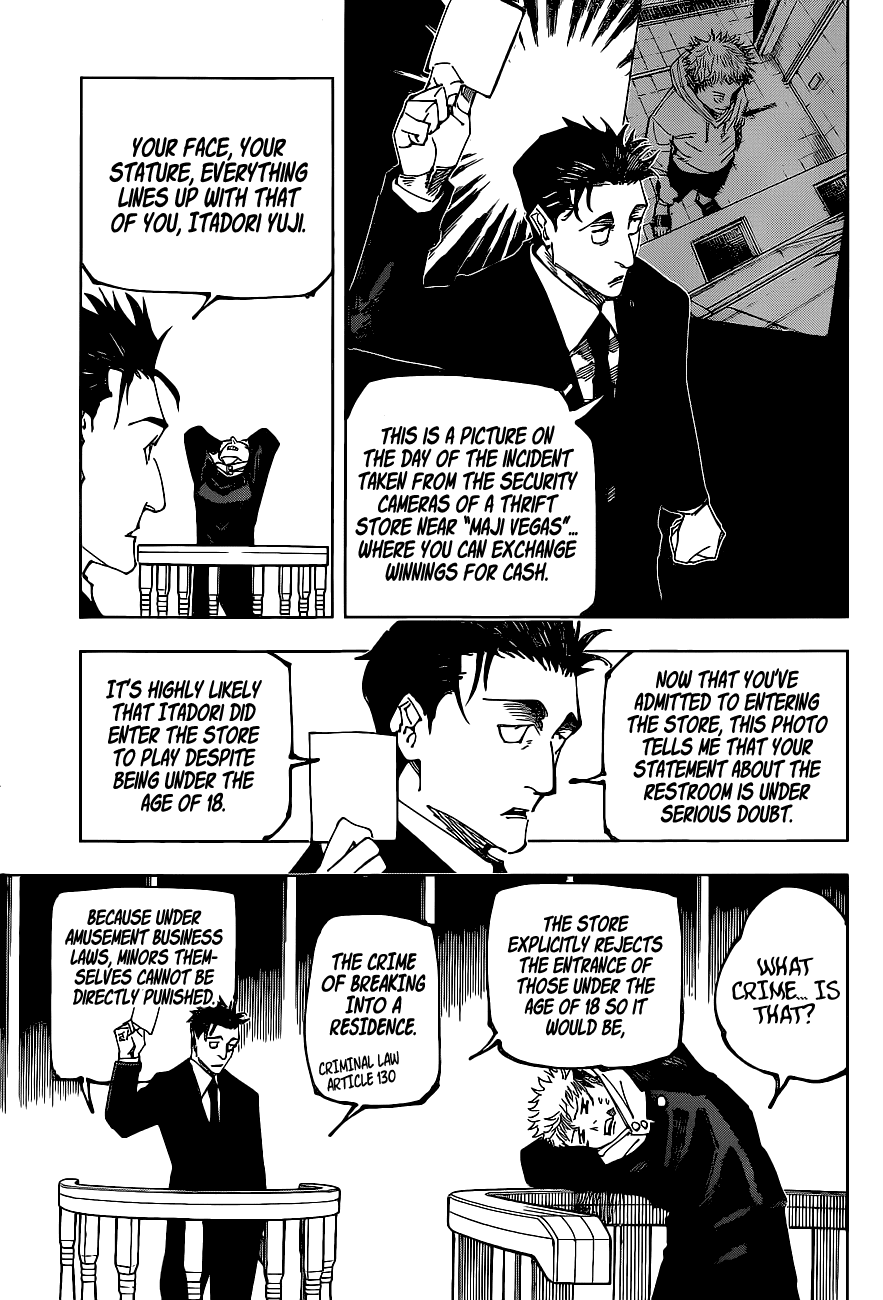 THIS IS A PICTURE ON
THE DAY OF THE INCIDENT
TAKEN FROM THE SECURITY
CAMERAS OF A THRIFT
STORE NEAR "MAJI VEGAS"...
WHERE YOU CAN EXCHANGE
WINNINGS FOR CASH.
YOUR FACE, YOUR
STATURE, EVERYTHING
LINES UP WITH THAT
OF YOU, ITADORI YUJI.
NOW THAT YOU'VE
ADMITTED TO ENTERING
THE STORE, THIS PHOTO
TELLS ME THAT YOUR
STATEMENT ABOUT THE
RESTROOM IS UNDER
SERIOUS DOUBT.
IT'S HIGHLY LIKELY
THAT ITADORI DID
ENTER THE STORE
TO PLAY DESPITE
BEING UNDER THE
AGE OF 18.
WHAT
CRIME... IS
THAT?
THE STORE
EXPLICITLY REJECTS
THE ENTRANCE OF
THOSE UNDER THE
AGE OF 18 SO IT
WOULD BE,
THE CRIME
OF BREAKING
INTO A
RESIDENCE.
CRIMINAL LAW
ARTICLE 130
BECAUSE UNDER
AMUSEMENT BUSINESS
LAWS, MINORS THEM-
SELVES CANNOT BE
DIRECTLY PUNISHED.